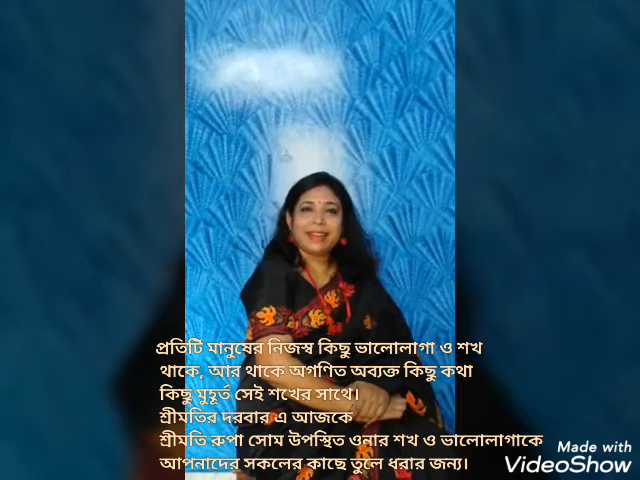 প্রতিটি মানুষের নিজস্ব কিছু ভালোলাগা ও শখ
থাকে, আর থাকে অগণিত অব্যক্ত কিছু কথা
কিছু মুহূর্ত সেই শখের সাথে।
শ্রীমতির দরবার এ আজকে
শ্রীমতি রুপা সোম উপস্থিত ওনার শখ ও ভালোলাগাকে
আপনাদের সকলের কাছে তুলে ধরার জন্য।
Made with
VideoShow